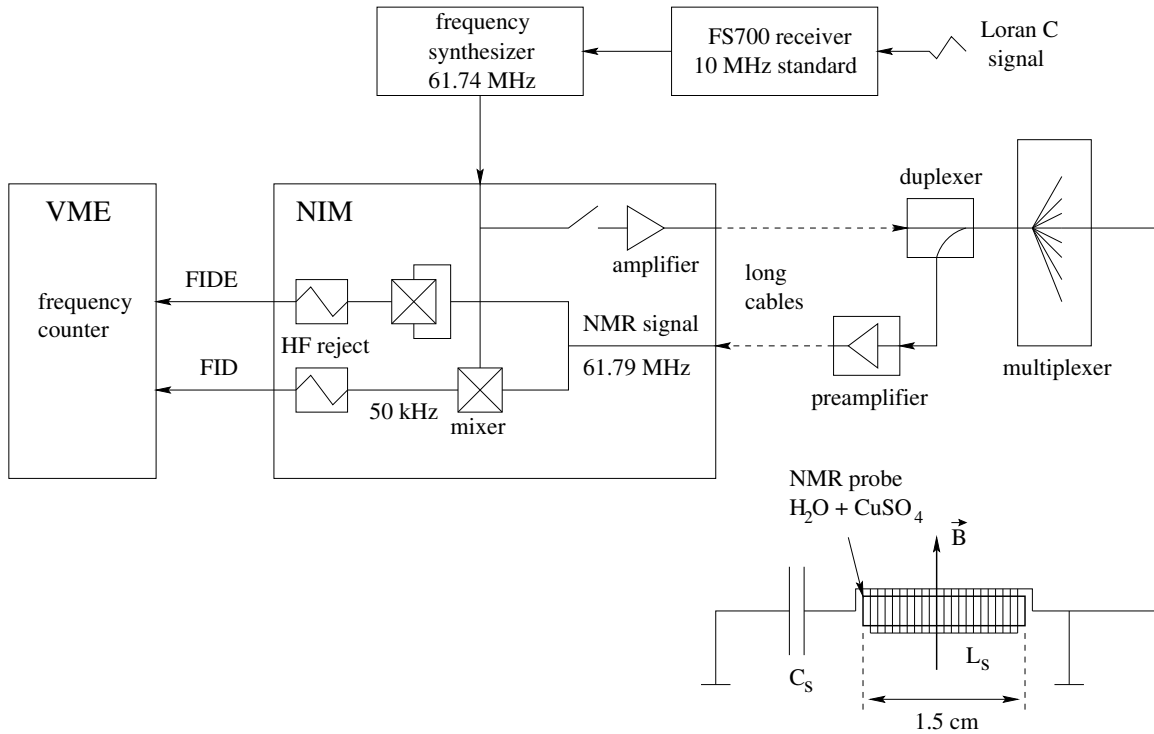 frequency
synthesizer
61.74 MHz
FS700 receiver
10 MHz standard
Loran C
signal
VME
frequency
counter
NIM
FIDE
FID
HF reject
50 kHz
mixer
amplifier
NMR signal
61.79 MHz
long
cables
duplexer
preamplifier
multiplexer
NMR probe
H₂O + CuSO₄
B⃗
Cₛ
Lₛ
1.5 cm